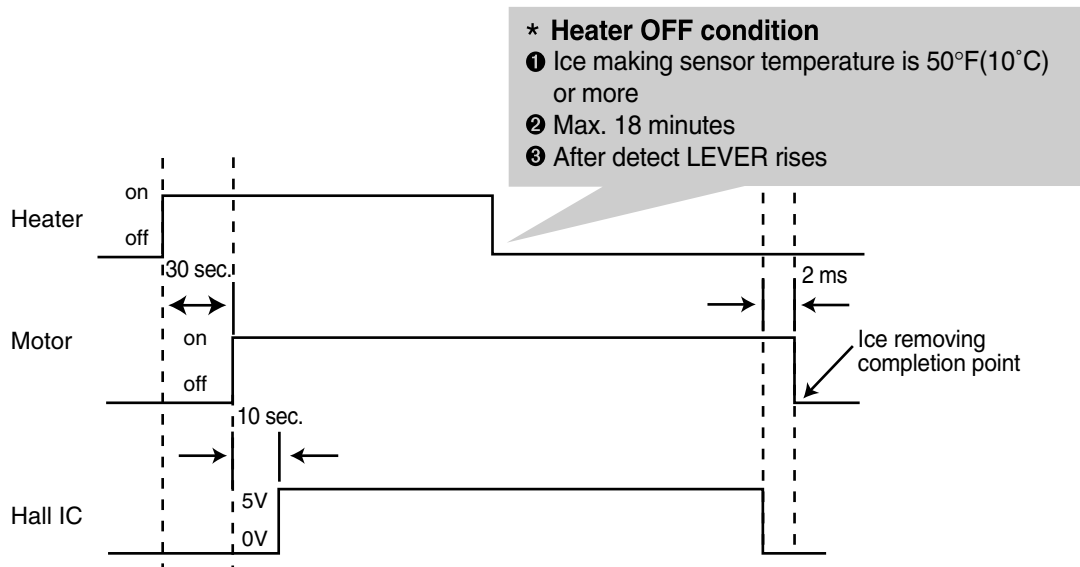 * Heater OFF condition
❶ Ice making sensor temperature is 50°F(10˚C)
or more
❷ Max. 18 minutes
❸ After detect LEVER rises
Heater
on
off
30 sec.
2 ms
Motor
on
off
Ice removing
completion point
10 sec.
Hall IC
5V
0V